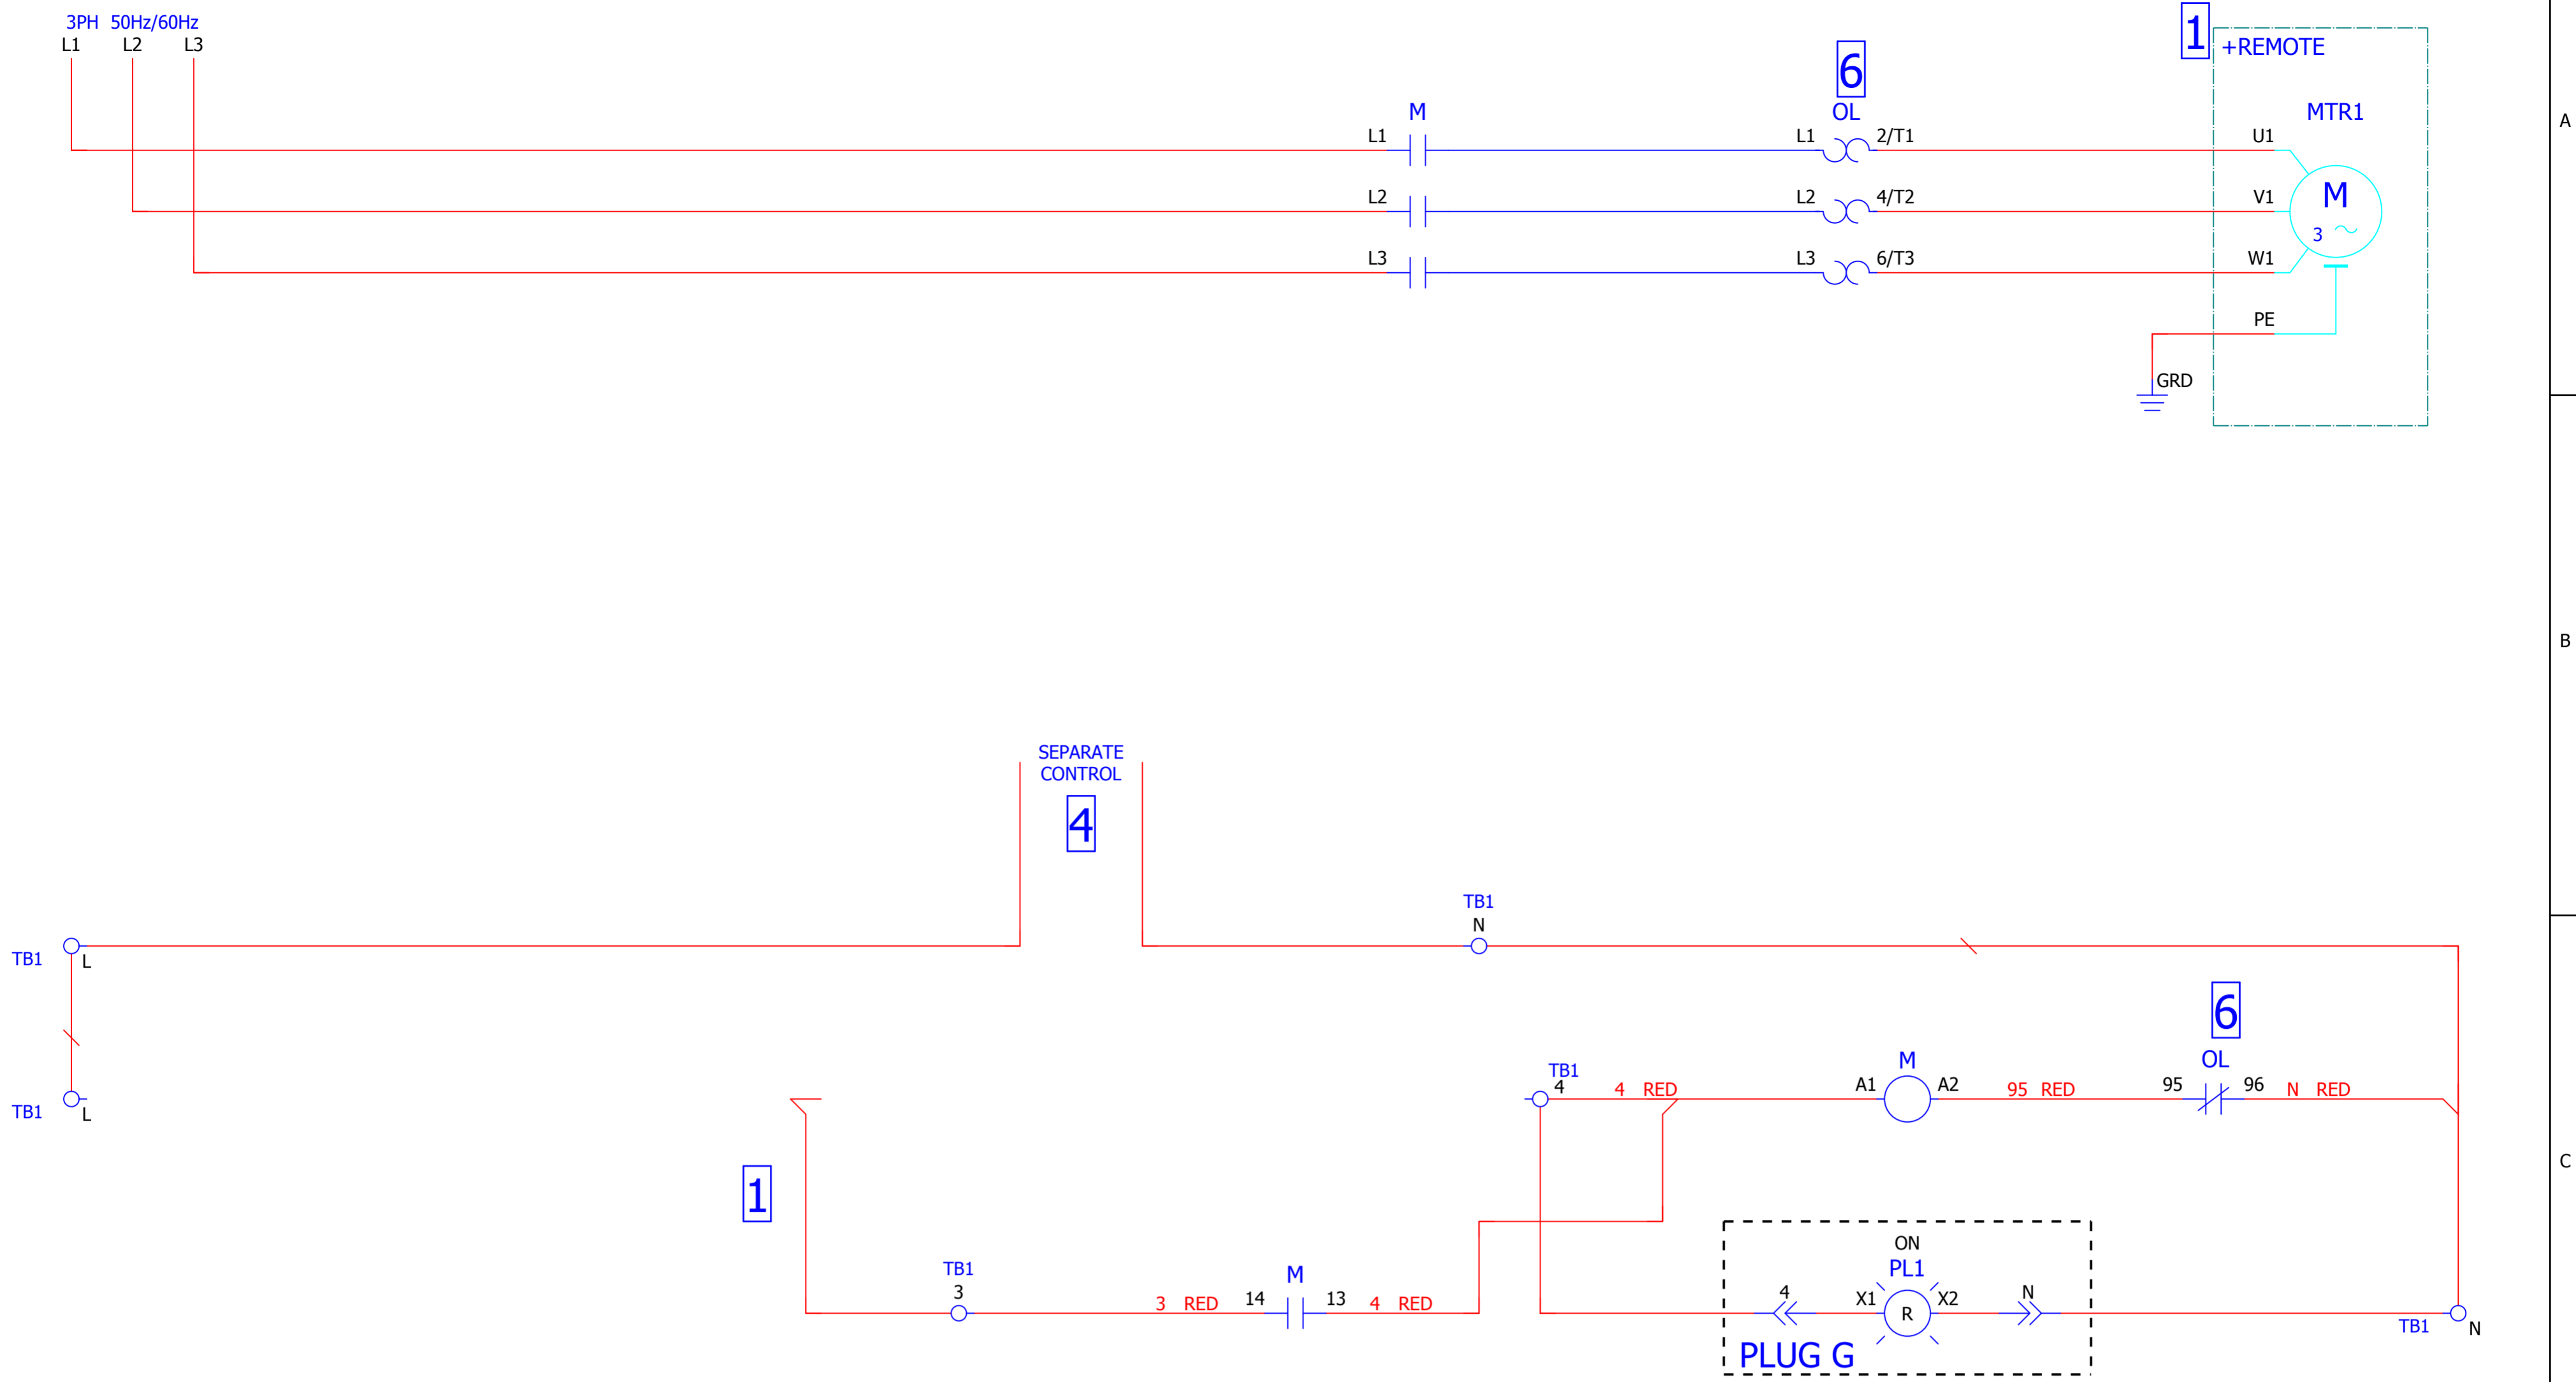 3PH 50Hz/60Hz
L1 L2 L3
1
+REMOTE
6
M
OL
MTR1
A
L1
L1
2/T1
U1
L2
L2
4/T2
V1
M
3
L3
L3
6/T3
W1
PE
GRD
B
SEPARATE
CONTROL
4
TB1
N
TB1
L
6
TB1
4
4 RED
A1
M
A2
95 RED
95
OL
96
N RED
TB1
L
C
1
TB1
3
3 RED
14
M
13
4 RED
ON
PL1
4
X1
R
X2
N
PLUG G
TB1
N